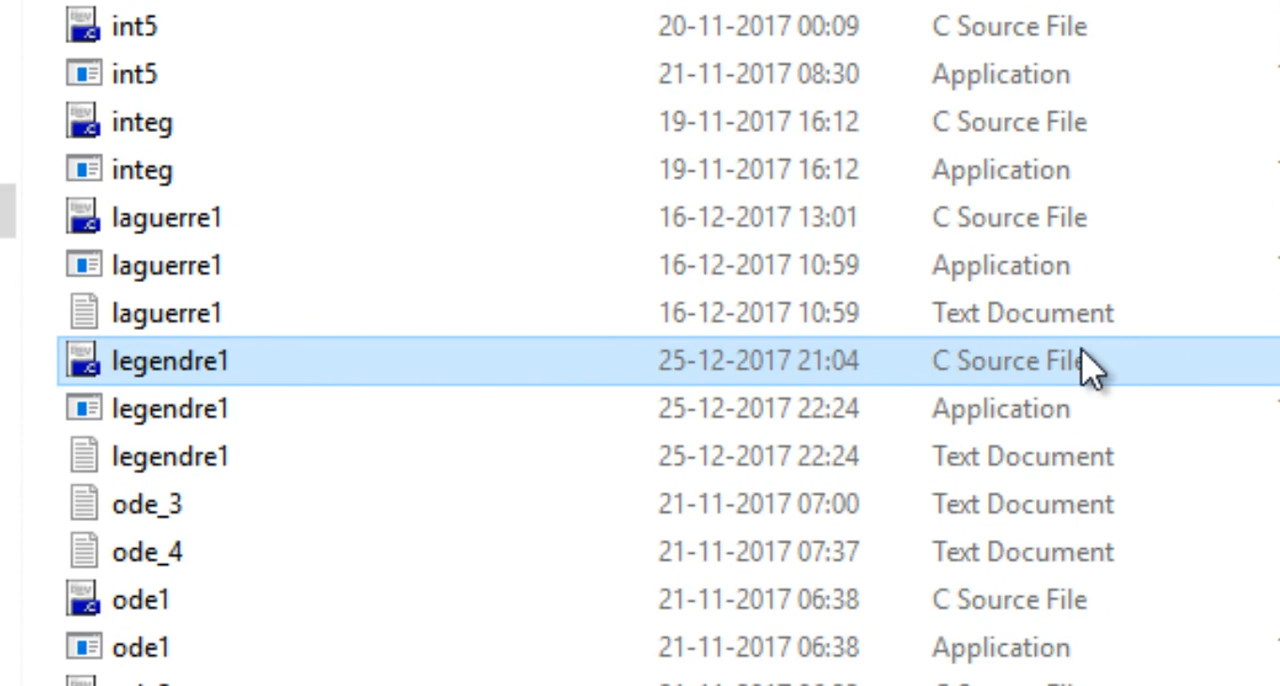 int5 20-11-2017 00:09 C Source File
int5 21-11-2017 08:30 Application
integ 19-11-2017 16:12 C Source File
integ 19-11-2017 16:12 Application
laguerre1 16-12-2017 13:01 C Source File
laguerre1 16-12-2017 10:59 Application
laguerre1 16-12-2017 10:59 Text Document
legendre1 25-12-2017 21:04 C Source File
legendre1 25-12-2017 22:24 Application
legendre1 25-12-2017 22:24 Text Document
ode_3 21-11-2017 07:00 Text Document
ode_4 21-11-2017 07:37 Text Document
ode1 21-11-2017 06:38 C Source File
ode1 21-11-2017 06:38 Application